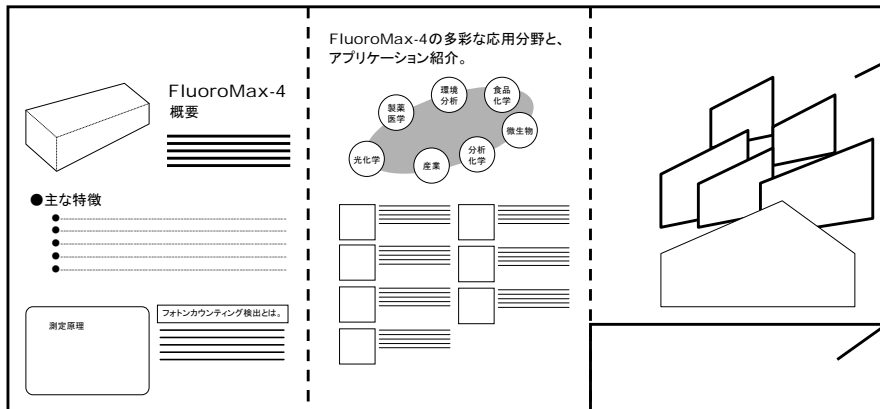 FluoroMax-4
概要
●主な特徴
測定原理
フォトンカウンティング検出とは。
FluoroMax-4の多彩な応用分野と、
アプリケーション紹介。
製薬
医学
環境
分析
食品
化学
微生物
分析
化学
産業
光化学